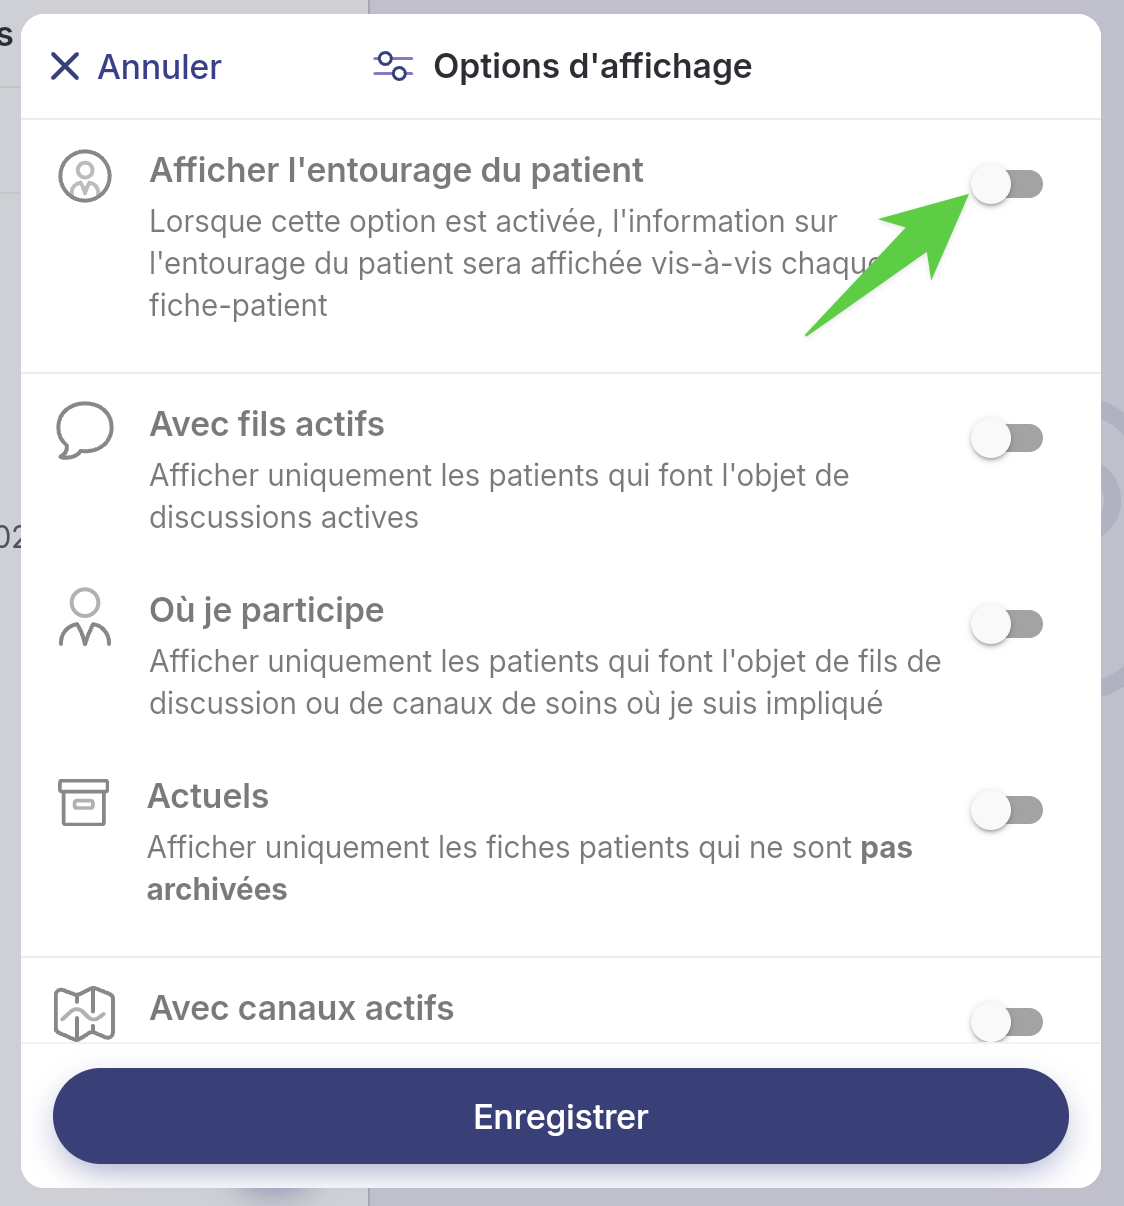 s
Annuler
Options d'affichage
Afficher l'entourage du patient
Lorsque cette option est activée, l'information sur
l'entourage du patient sera affichée vis-à-vis chaque
fiche-patient
Avec fils actifs
Afficher uniquement les patients qui font l'objet de
discussions actives
02
Où je participe
Afficher uniquement les patients qui font l'objet de fils de
discussion ou de canaux de soins où je suis impliqué
Actuels
Afficher uniquement les fiches patients qui ne sont pas
archivées
Avec canaux actifs
Enregistrer